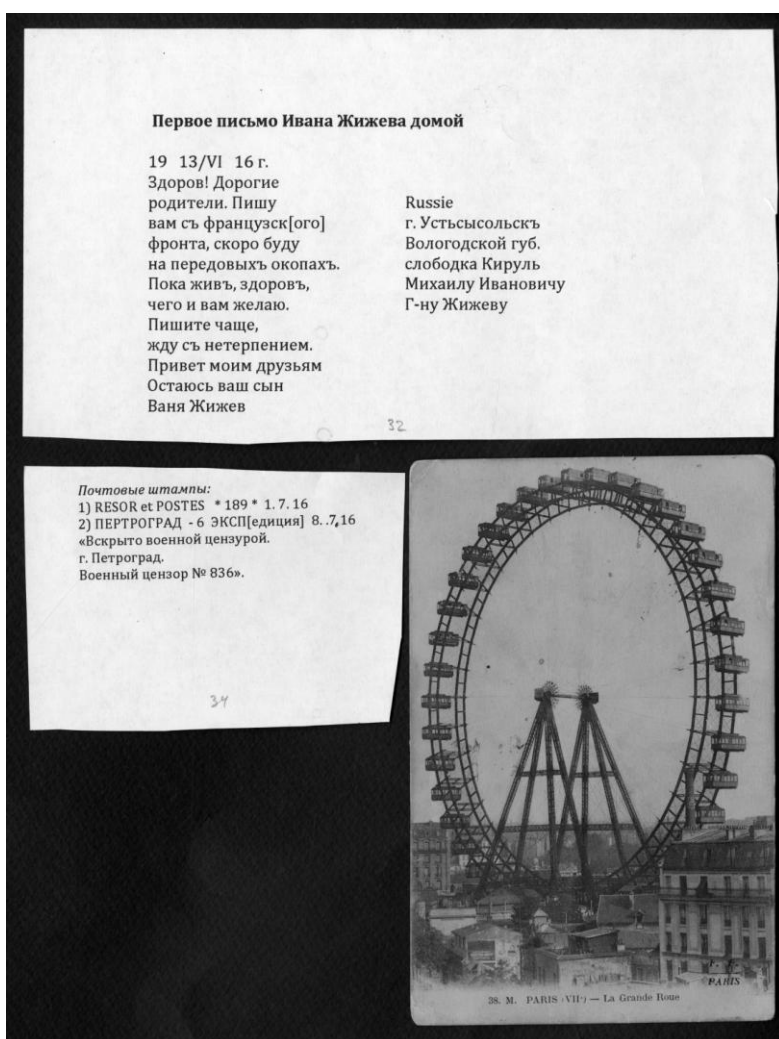 Первое письмо Ивана Жижева домой
19 13/VI 16 г.
Здоров! Дорогие
родители. Пишу
вам съ французск[ого]
фронта, скоро буду
на передовыхъ окопахъ.
Пока живъ, здоровъ,
чего и вам желаю.
Пишите чаще,
жду съ нетерпением.
Привет моим друзьям
Остаюсь ваш сын
Ваня Жижев
Russie
г. Устьсысольскъ
Вологодской губ.
слободка Кируль
Михаилу Ивановичу
Г-ну Жижеву
32
Почтовые штампы:
1) RESOR et POSTES * 189 * 1. 7. 16
2) ПЕРТРОГРАД - 6 ЭКСП[едиция] 8. .7,16
«Вскрыто военной цензурой.
г. Петроград.
Военный цензор № 836».
34
PARIS
38. M. PARIS (VIIe) — La Grande Roue